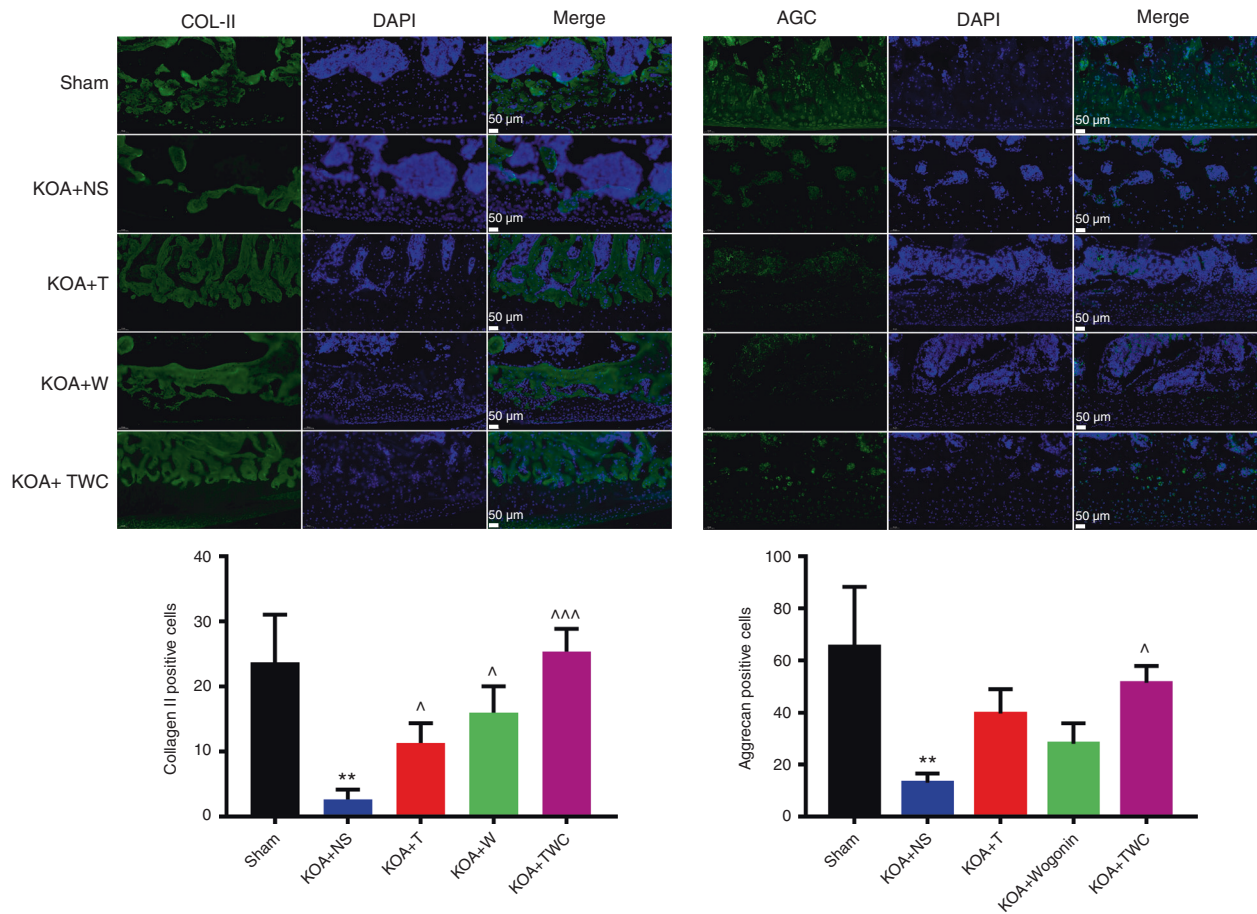 COL-II DAPI Merge
Sham 50 µm
KOA+NS 50 µm
KOA+T 50 µm
KOA+W 50 µm
KOA+ TWC 50 µm
AGC DAPI Merge
50 µm
50 µm
50 µm
50 µm
50 µm
Collagen II positive cells
40
30
20
10
0
**
^
^
^^^
Sham KOA+NS KOA+T KOA+W KOA+TWC
Aggrecan positive cells
100
80
60
40
20
0
**
^
Sham KOA+NS KOA+T KOA+Wogonin KOA+TWC